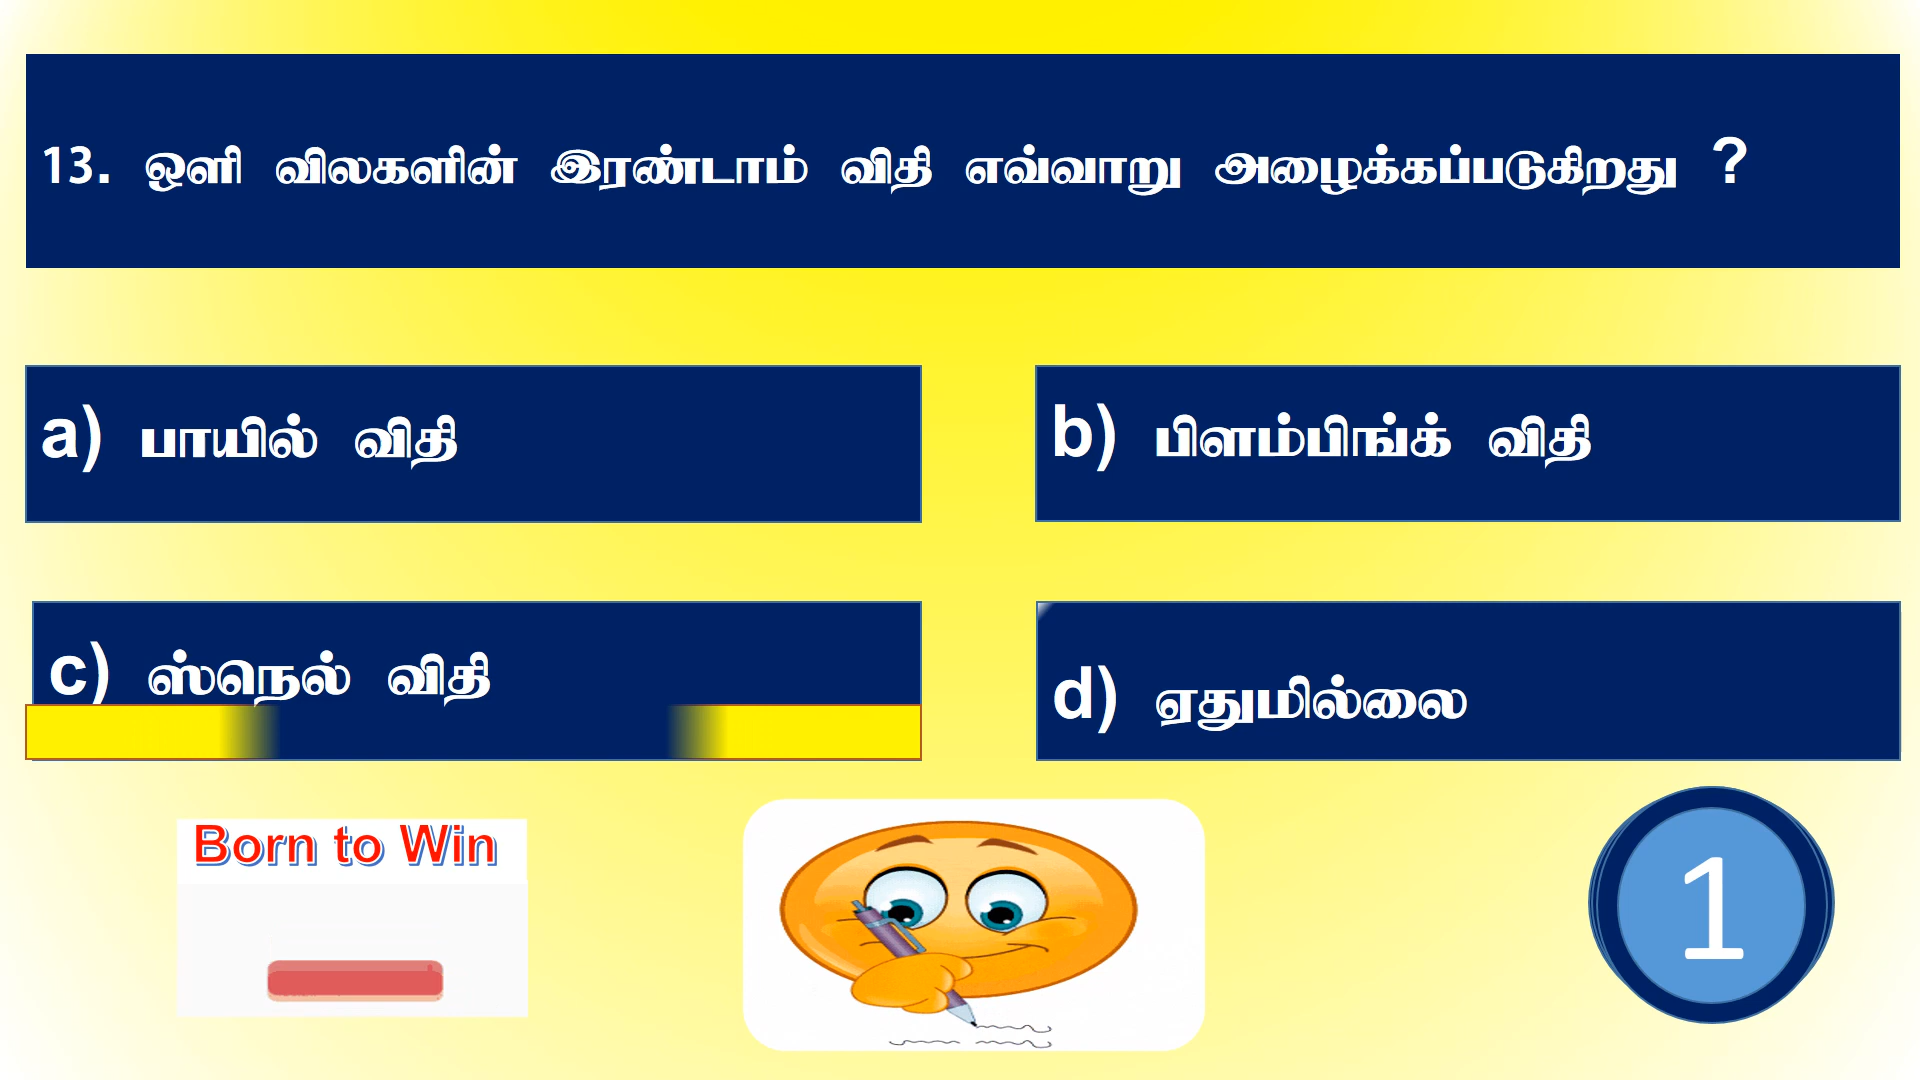 13. ஒளி விலகளின் இரண்டாம் விதி எவ்வாறு அழைக்கப்படுகிறது ?
a) பாயில் விதி
b) பிளம்பிங்க் விதி
c) ஸ்நெல் விதி
d) ஏதுமில்லை
Born to Win
1